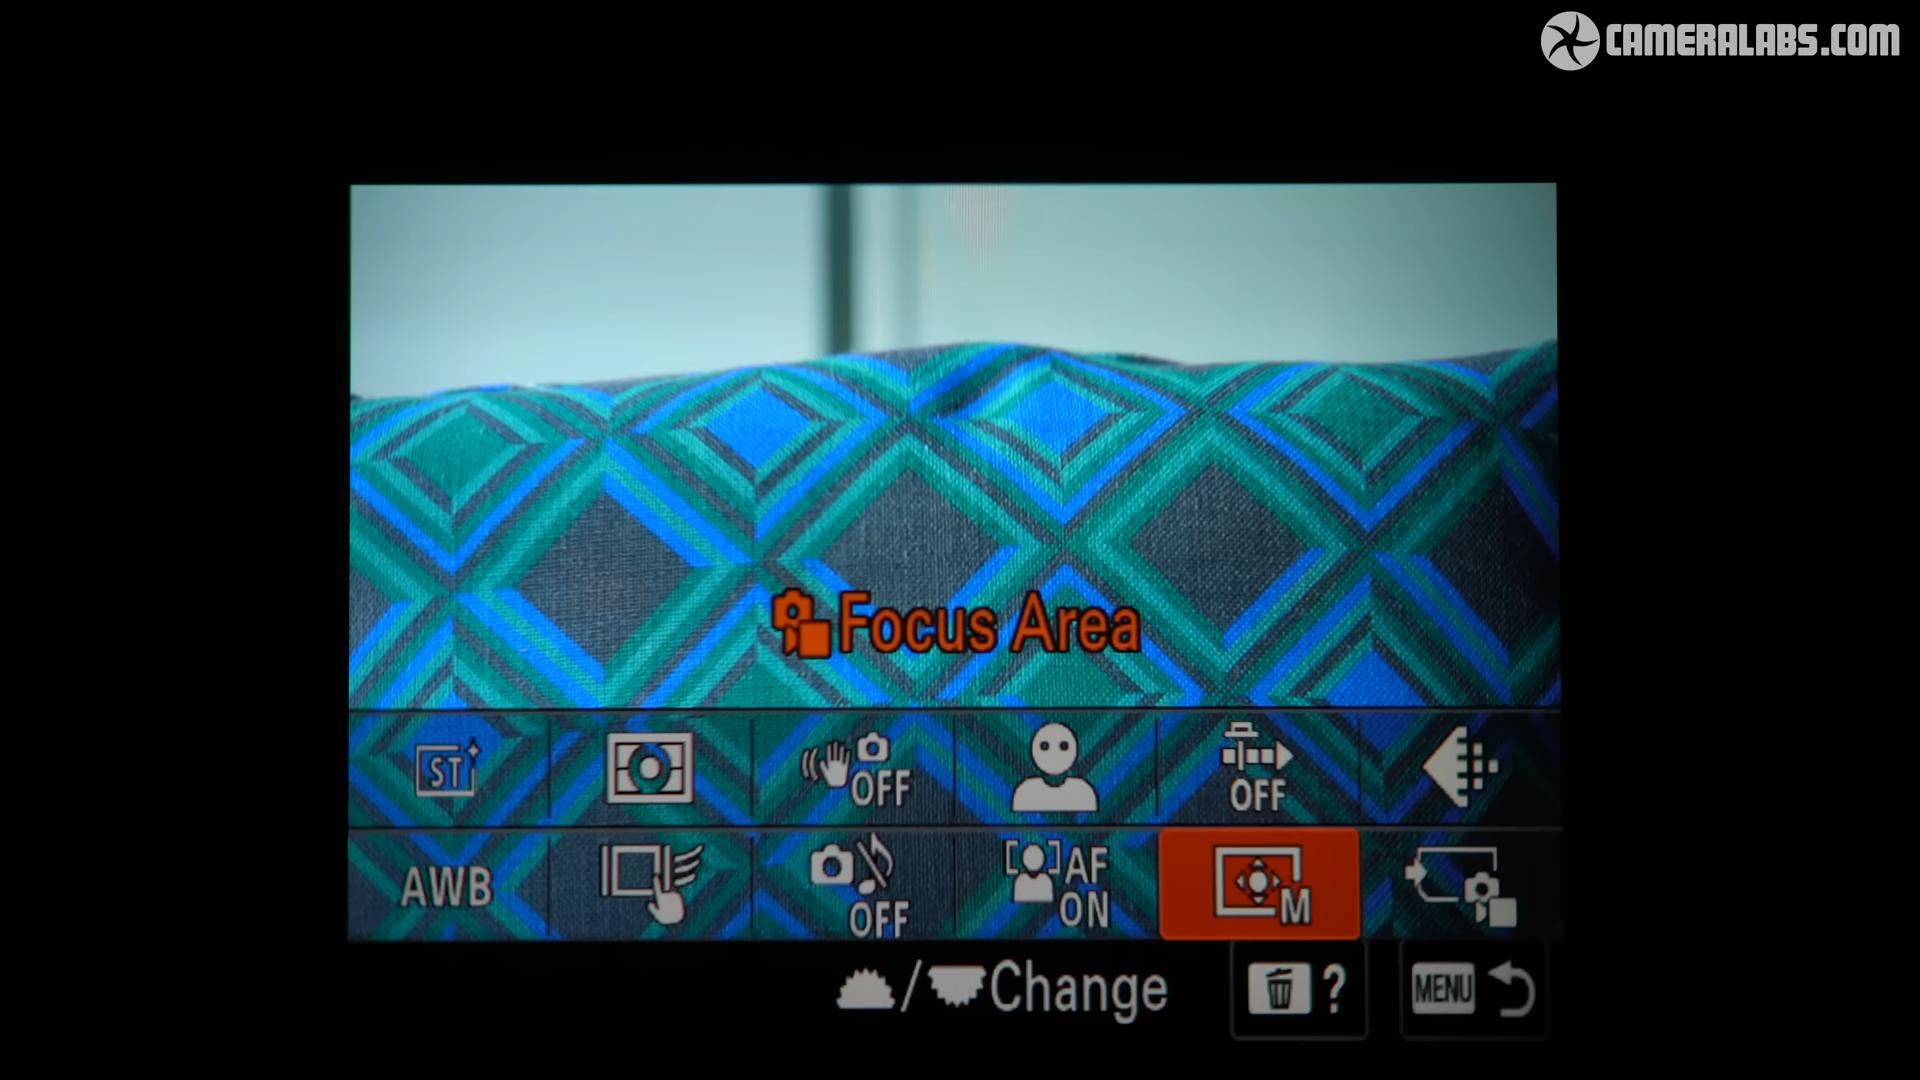 CAMERALABS.COM
Focus Area
ST
OFF
OFF
AWB
OFF
AF
ON
M
/ Change
?
MENU